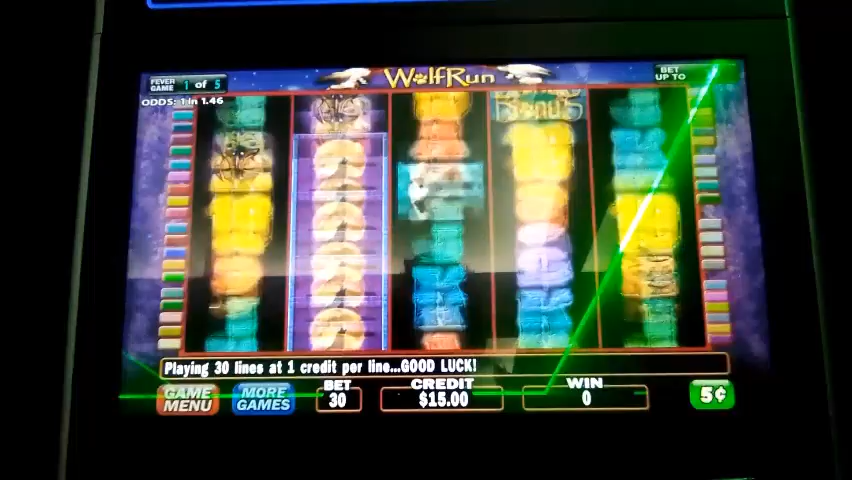 FEVER
GAME 1 of 5
ODDS: 1 in 1.46
WOLFRUN
BET
UP TO
BONUS
Playing 30 lines at 1 credit per line...GOOD LUCK!
GAME
MENU
MORE
GAMES
BET
30
CREDIT
$15.00
WIN
0
5¢